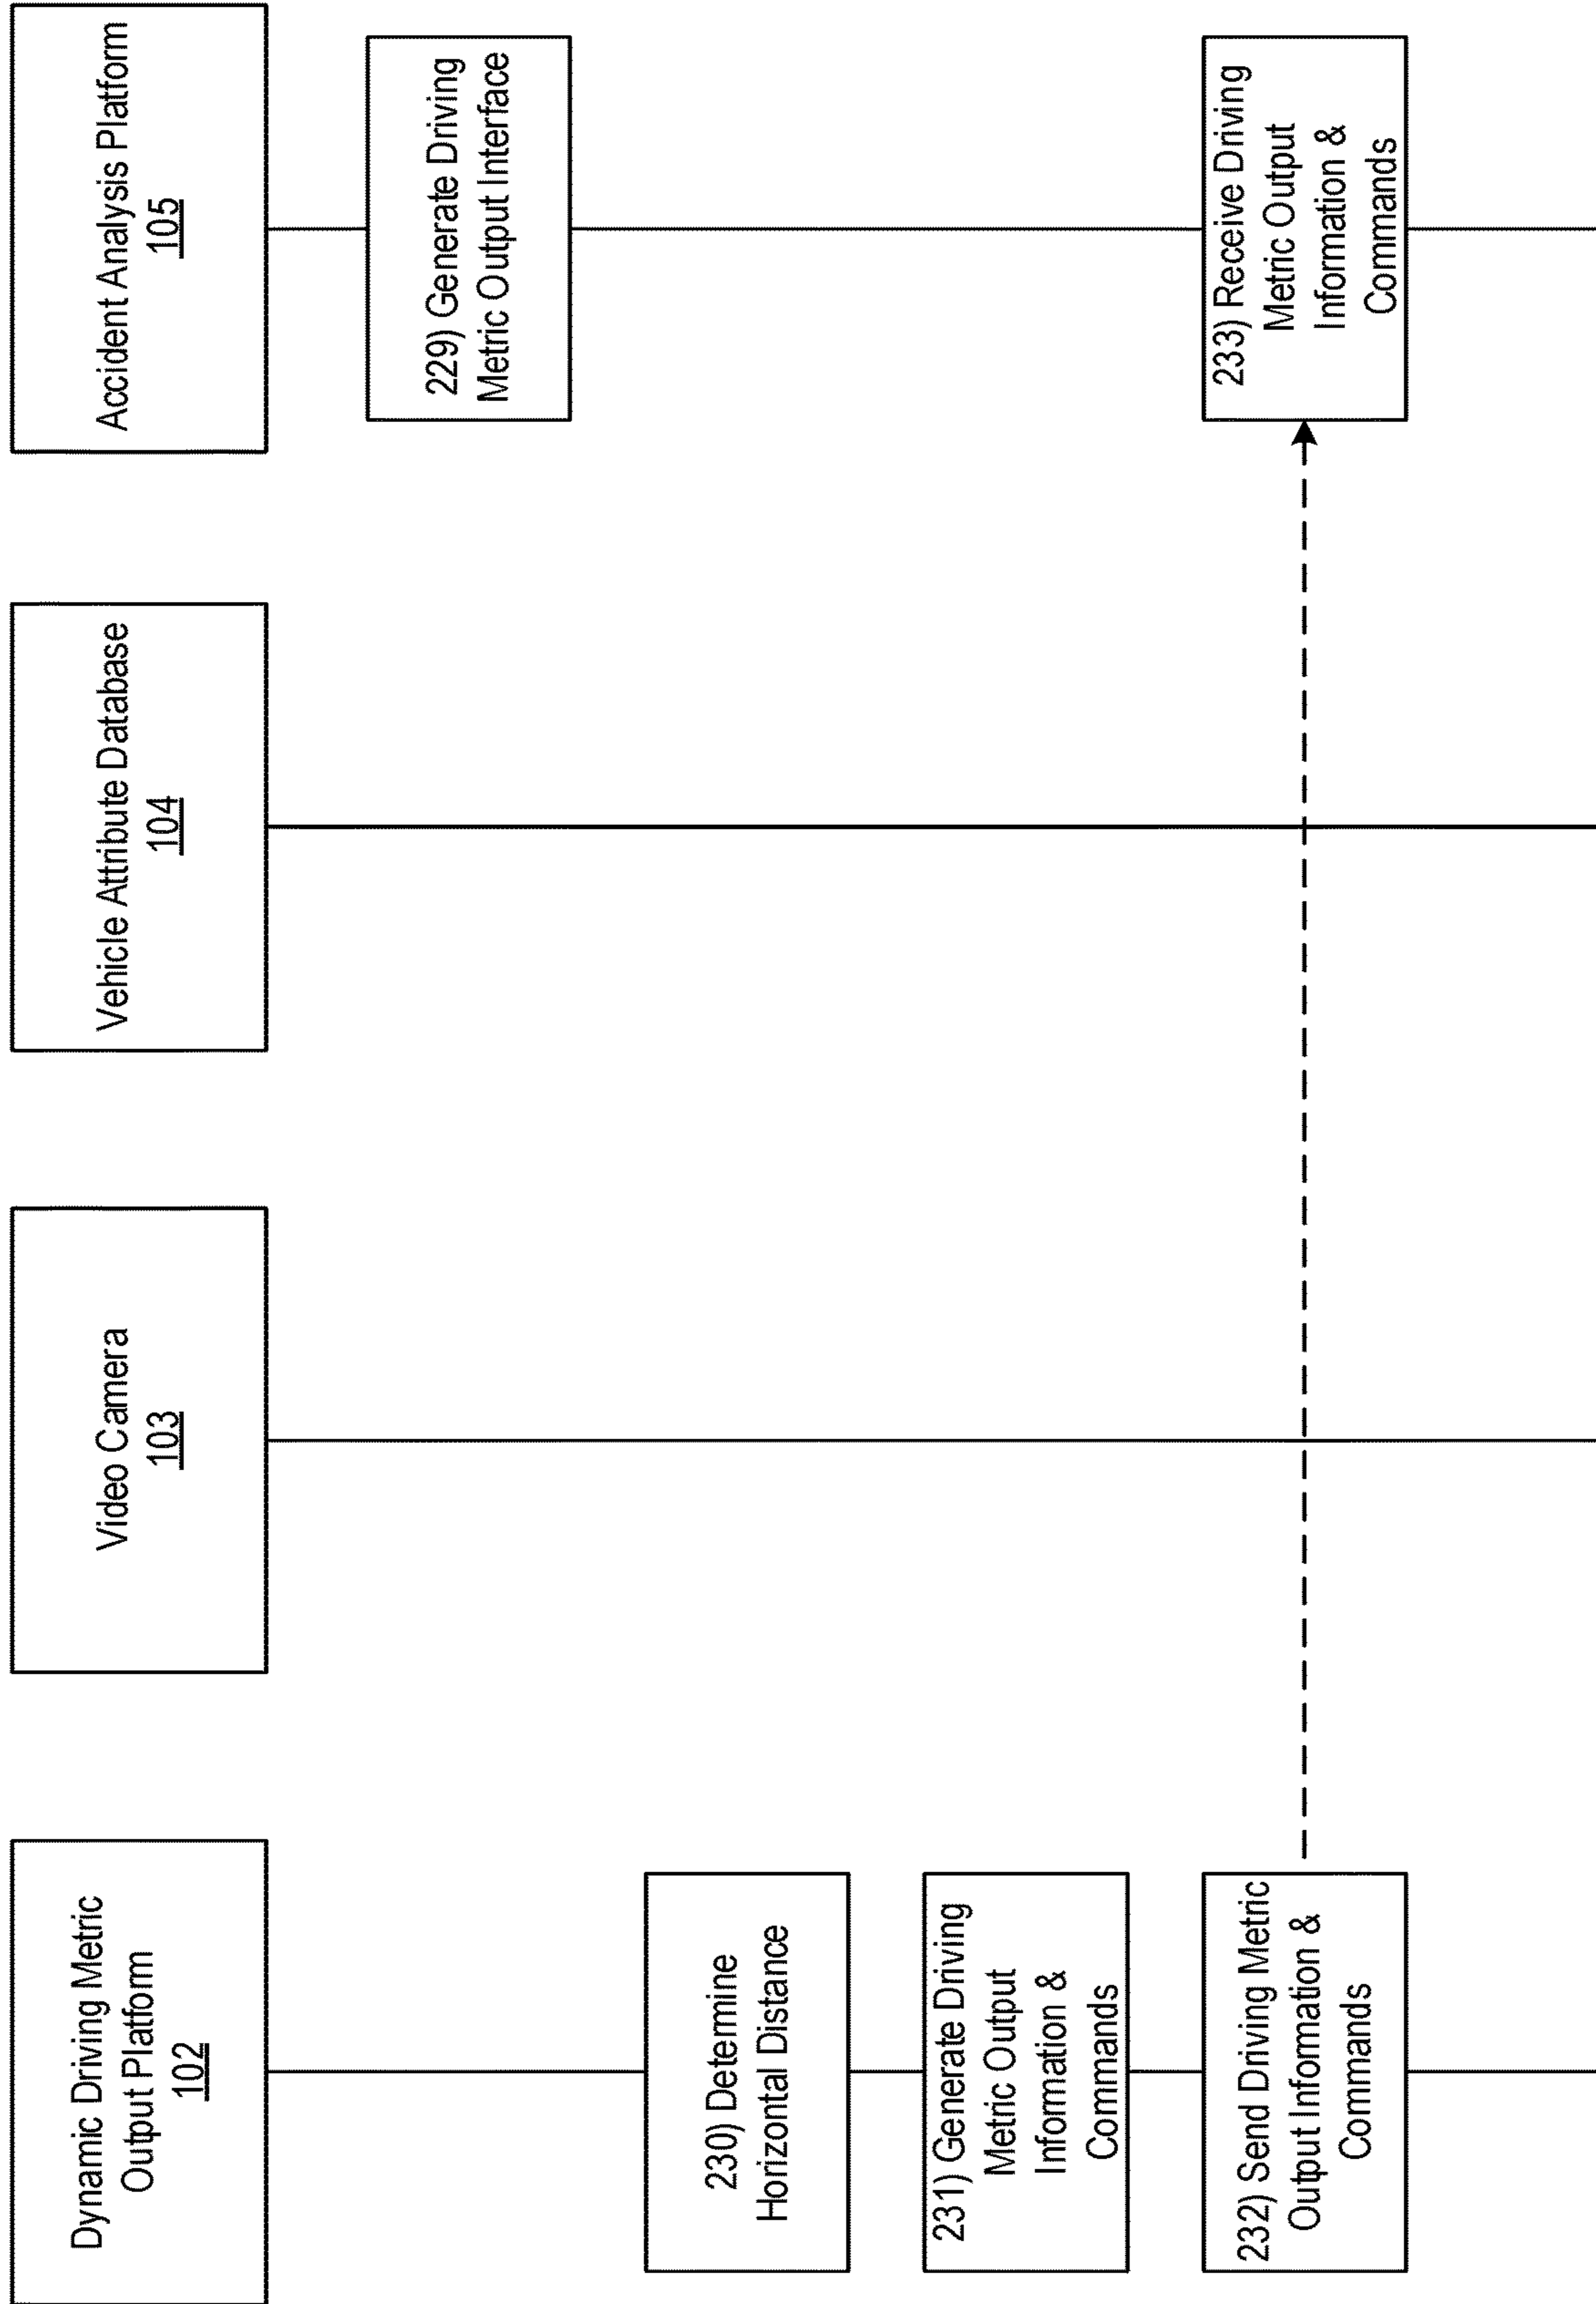 Dynamic Driving Metric
Output Platform
102
Video Camera
103
Vehicle Attribute Database
104
Accident Analysis Platform
105
229) Generate Driving
Metric Output Interface
230) Determine
Horizontal Distance
231) Generate Driving
Metric Output
Information &
Commands
232) Send Driving Metric
Output Information &
Commands
233) Receive Driving
Metric Output
Information &
Commands